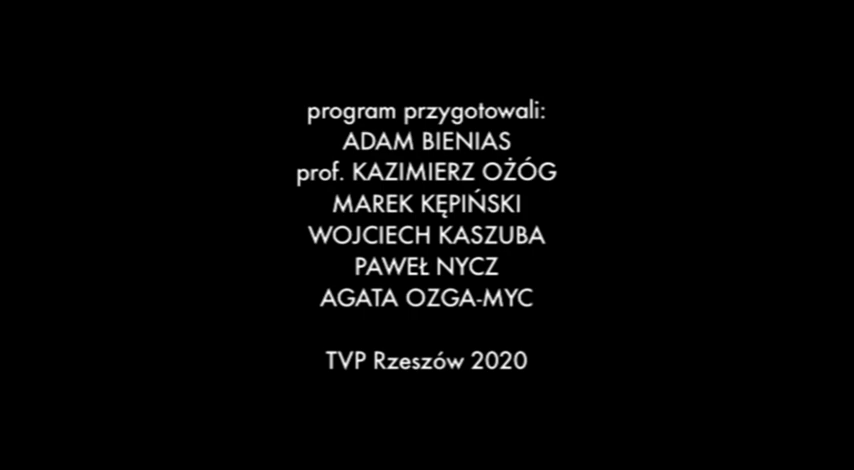 program przygotowali:
ADAM BIENIAS
prof. KAZIMIERZ OŻÓG
MAREK KĘPIŃSKI
WOJCIECH KASZUBA
PAWEŁ NYCZ
AGATA OZGA-MYC
TVP Rzeszów 2020